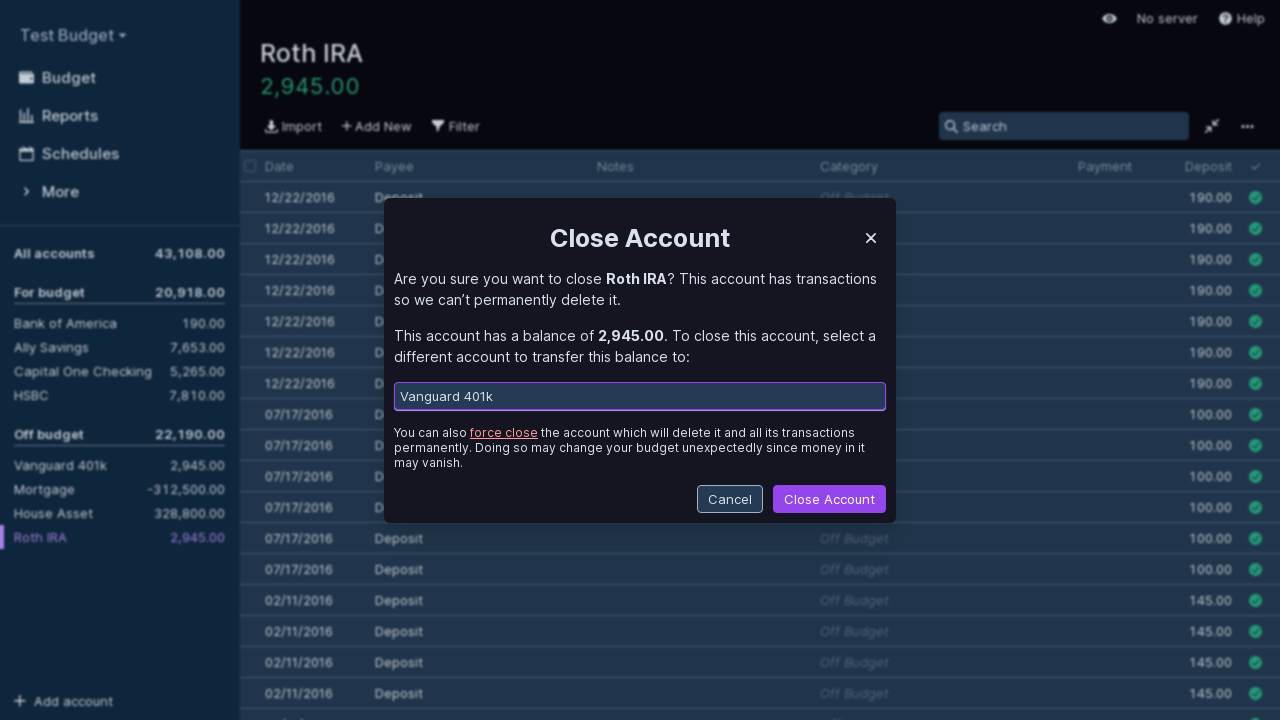 Test Budget
Budget
Reports
Schedules
More
All accounts 43,108.00
For budget 20,918.00
Bank of America 190.00
Ally Savings 7,653.00
Capital One Checking 5,265.00
HSBC 7,810.00
Off budget 22,190.00
Vanguard 401k 2,945.00
Mortgage -312,500.00
House Asset 328,800.00
Roth IRA 2,945.00
Add account
No server Help
Roth IRA
2,945.00
Import Add New Filter Search
Date Payee Notes Category Payment Deposit
12/22/2016 Deposit Off Budget 190.00
12/22/2016 190.00
12/22/2016 190.00
12/22/2016 190.00
12/22/2016 190.00
12/22/2016 190.00
12/22/2016 190.00
07/17/2016 100.00
07/17/2016 100.00
07/17/2016 100.00
07/17/2016 100.00
07/17/2016 Deposit Off Budget 100.00
07/17/2016 Deposit Off Budget 100.00
02/11/2016 Deposit Off Budget 145.00
02/11/2016 Deposit Off Budget 145.00
02/11/2016 Deposit Off Budget 145.00
02/11/2016 Deposit Off Budget 145.00
Close Account
Are you sure you want to close Roth IRA? This account has transactions
so we can’t permanently delete it.
This account has a balance of 2,945.00. To close this account, select a
different account to transfer this balance to:
Vanguard 401k
You can also force close the account which will delete it and all its transactions
permanently. Doing so may change your budget unexpectedly since money in it
may vanish.
Cancel Close Account